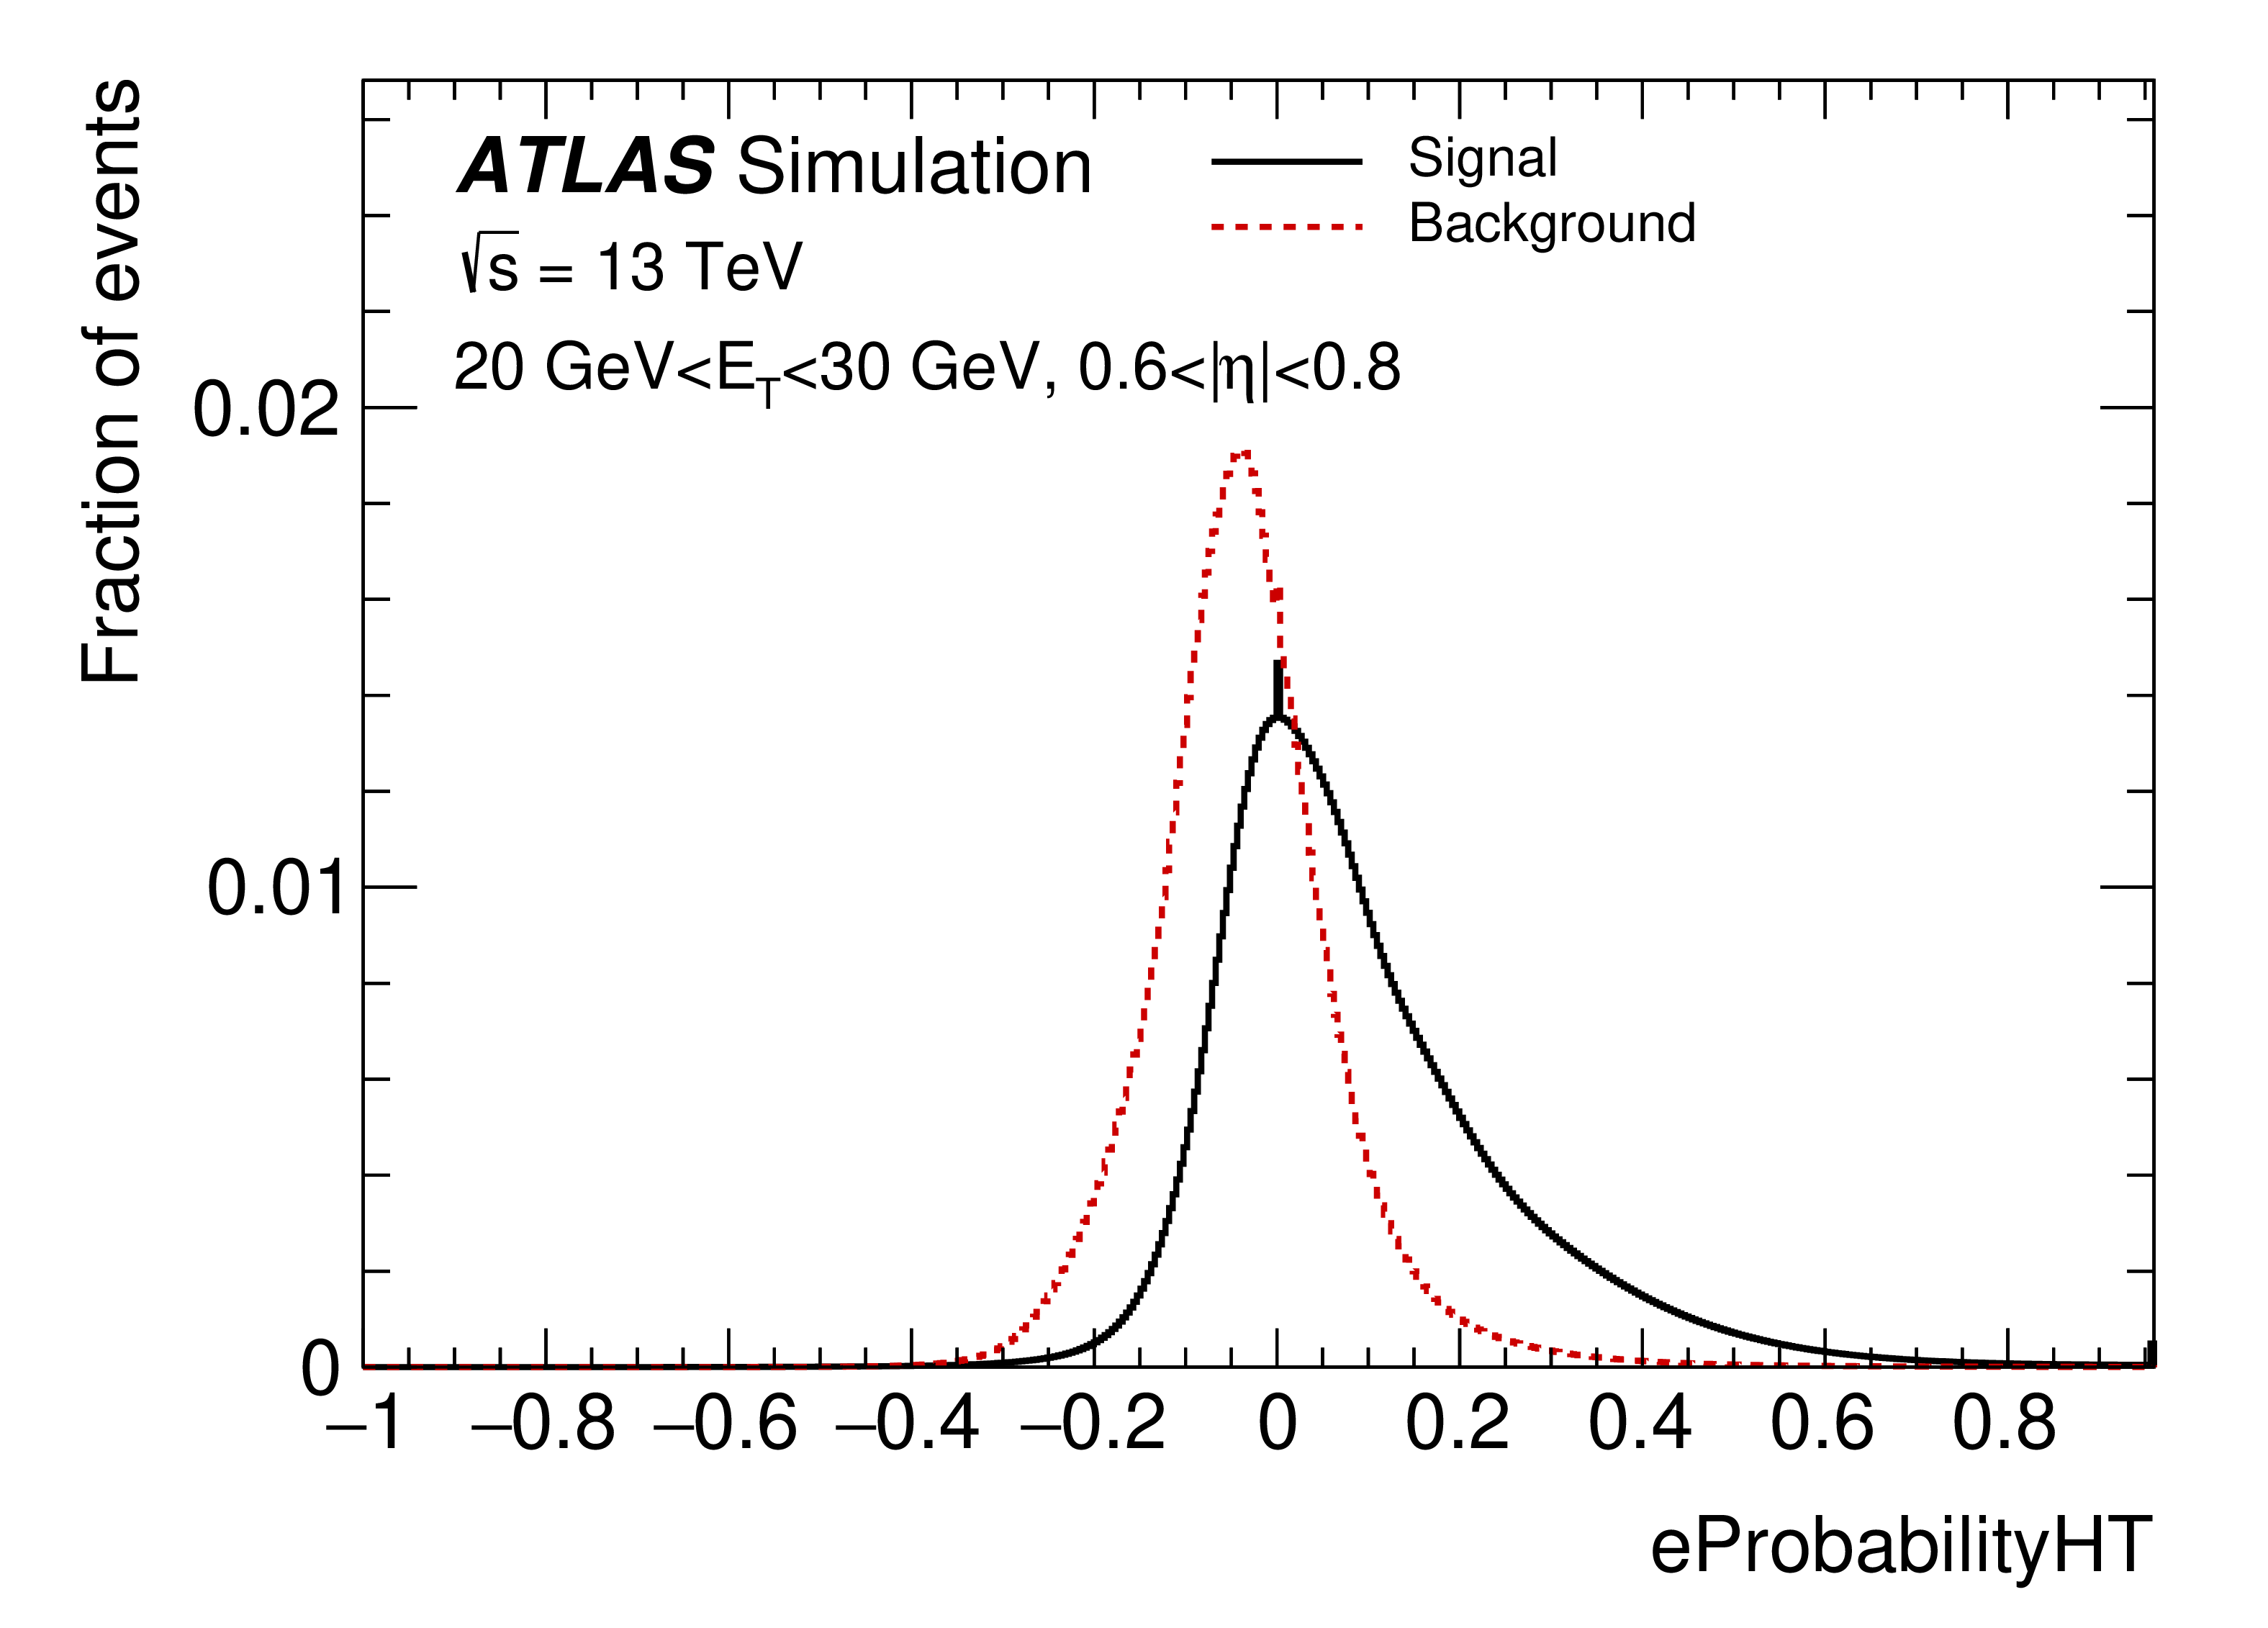 ATLAS Simulation
Signal
Background
√s = 13 TeV
20 GeV<E_T<30 GeV, 0.6<|η|<0.8
Fraction of events
0.02
0.01
0
−1 −0.8 −0.6 −0.4 −0.2 0 0.2 0.4 0.6 0.8
eProbabilityHT